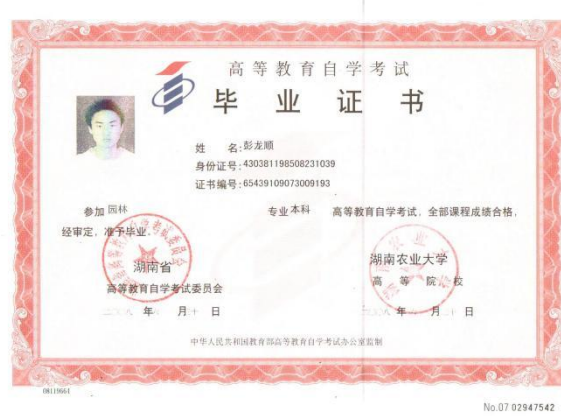 高等教育自学考试
毕业证书
姓 名:彭龙顺
身份证号:430381198508231039
证书编号:65439109073009193
参加 园林 专业 本科 高等教育自学考试，全部课程成绩合格，
经审定，准予毕业。
湖南省 湖南农业大学
高等教育自学考试委员会 高 等 院 校
年 月 日 年 月 日
中华人民共和国教育部高等教育自学考试办公室监制
08119661
No.07 02947542